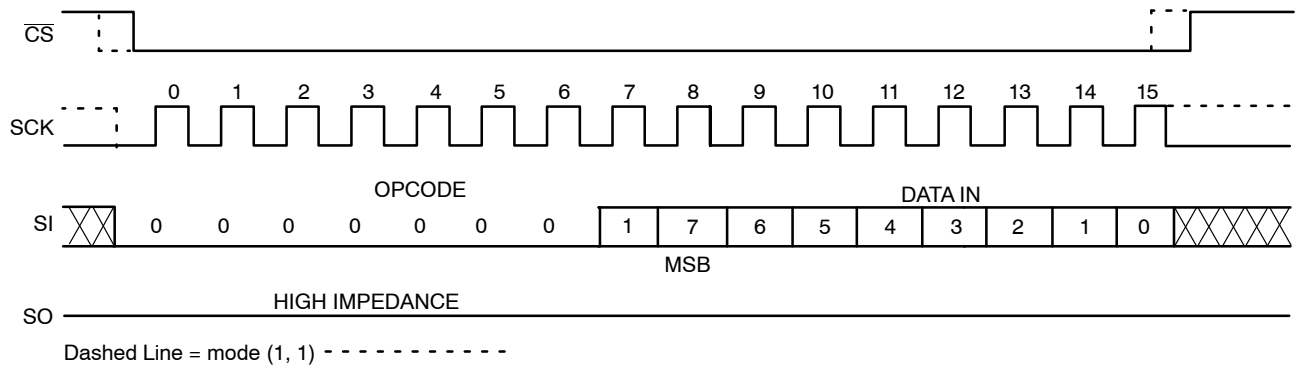 CS
0 1 2 3 4 5 6 7 8 9 10 11 12 13 14 15
SCK
OPCODE
DATA IN
SI 0 0 0 0 0 0 0 1 7 6 5 4 3 2 1 0
MSB
HIGH IMPEDANCE
SO
Dashed Line = mode (1, 1)